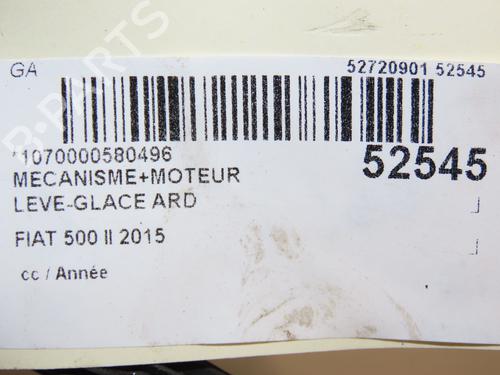 GA
52720901 52545
*1070000580496
52545
MECANISME+MOTEUR
LEVE-GLACE ARD
FIAT 500 II 2015
cc / Année